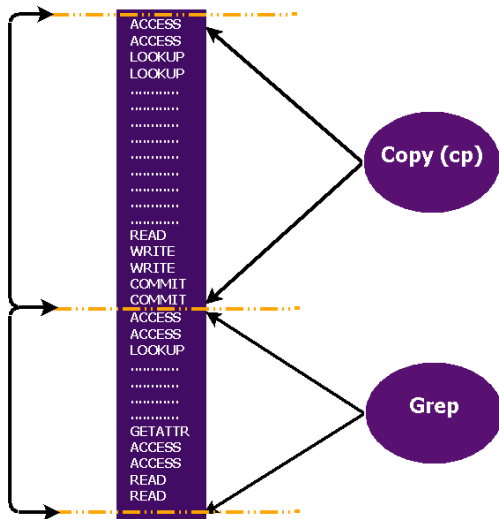 ACCESS
ACCESS
LOOKUP
LOOKUP
............
............
............
............
............
............
............
............
............
READ
WRITE
WRITE
COMMIT
COMMIT
ACCESS
ACCESS
LOOKUP
............
............
............
............
GETATTR
ACCESS
ACCESS
READ
READ
Copy (cp)
Grep